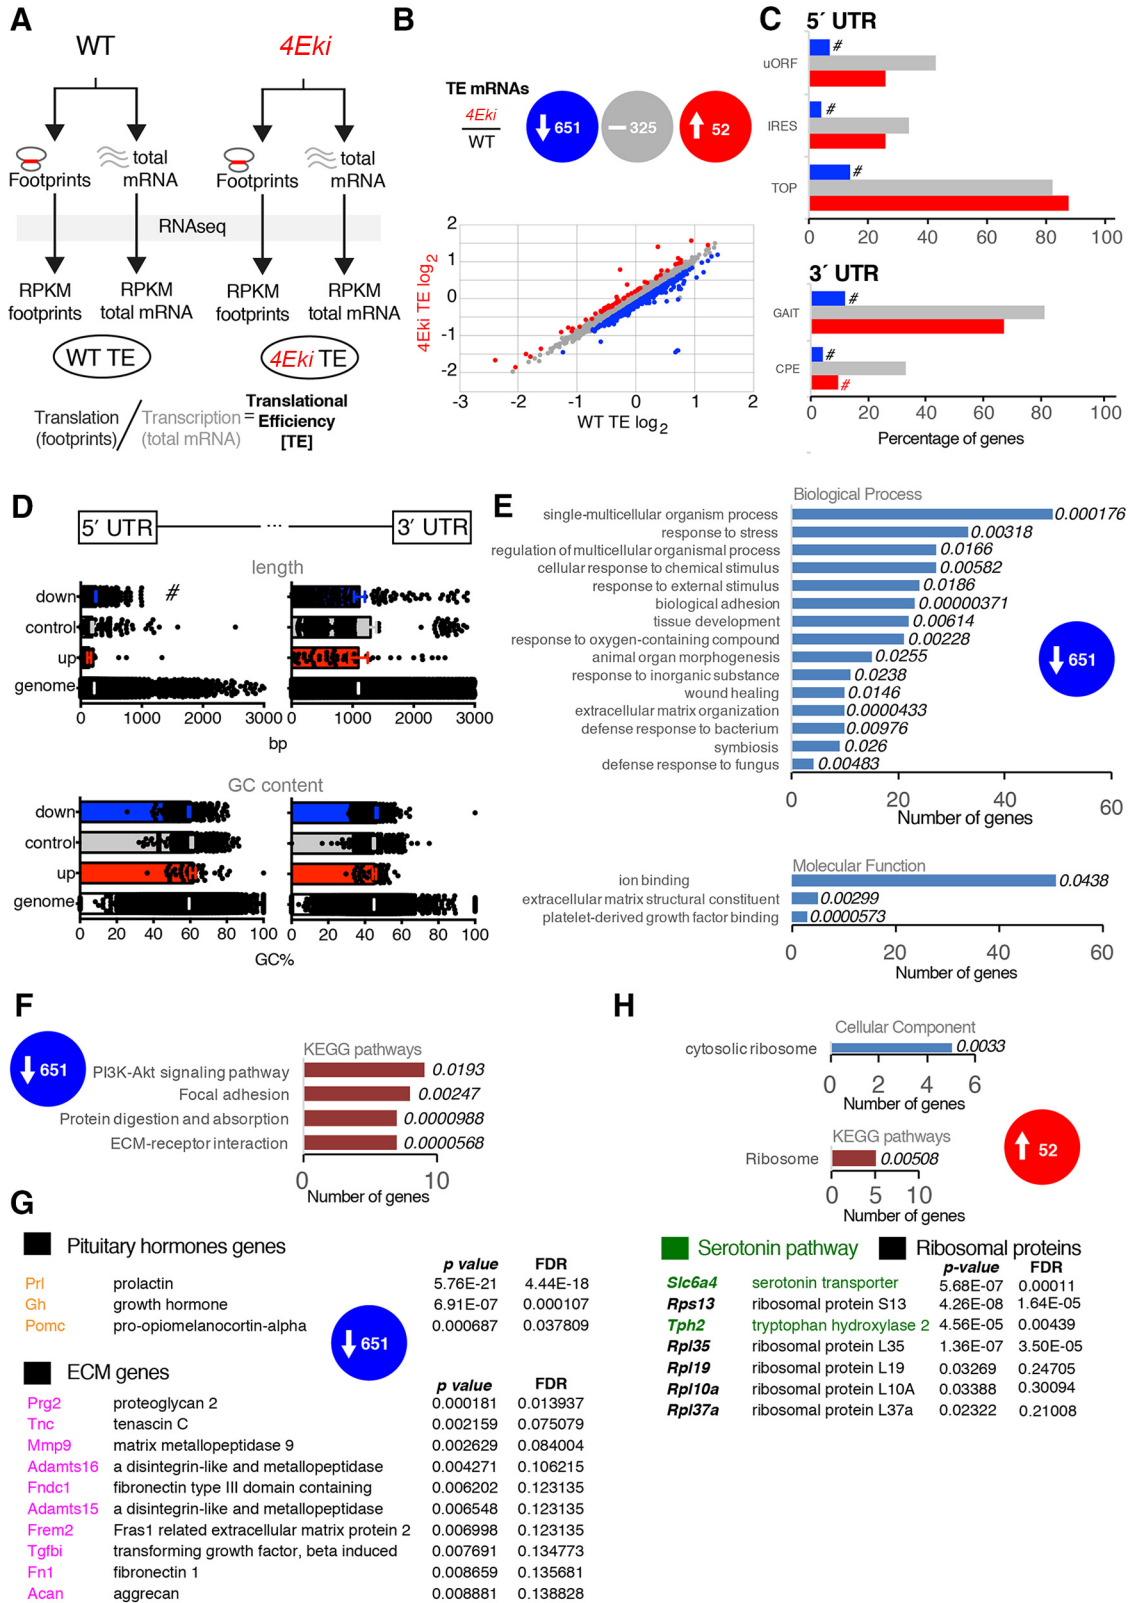 A
WT
4Eki
Footprints
total
mRNA
Footprints
total
mRNA
RNAseq
RPKM
footprints
RPKM
total mRNA
RPKM
footprints
RPKM
total mRNA
WT TE
4Eki TE
Translation
(footprints)
/
Transcription
(total mRNA)
=
Translational
Efficiency
[TE]
B
TE mRNAs
4Eki
WT
651
325
52
4Eki TE log2
2
1
0
-1
-2
-3 -2 -1 0 1 2
WT TE log2
C
5´ UTR
uORF
#
IRES
#
TOP
#
0 20 40 60 80 100
3´ UTR
GAIT
#
CPE
#
#
0 20 40 60 80 100
Percentage of genes
D
5´ UTR
...
3´ UTR
length
down
#
control
up
genome
0 1000 2000 3000
0 1000 2000 3000
bp
GC content
down
control
up
genome
0 20 40 60 80 100
0 20 40 60 80 100
GC%
E
Biological Process
single-multicellular organism process 0.000176
response to stress 0.00318
regulation of multicellular organismal process 0.0166
cellular response to chemical stimulus 0.00582
response to external stimulus 0.0186
biological adhesion 0.00000371
tissue development 0.00614
response to oxygen-containing compound 0.00228
animal organ morphogenesis 0.0255
response to inorganic substance 0.0238
wound healing 0.0146
extracellular matrix organization 0.0000433
defense response to bacterium 0.00976
symbiosis 0.026
defense response to fungus 0.00483
651
0 20 40 60
Number of genes
Molecular Function
ion binding 0.0438
extracellular matrix structural constituent 0.00299
platelet-derived growth factor binding 0.0000573
0 20 40 60
Number of genes
F
651
KEGG pathways
PI3K-Akt signaling pathway 0.0193
Focal adhesion 0.00247
Protein digestion and absorption 0.0000988
ECM-receptor interaction 0.0000568
0 10
Number of genes
G
Pituitary hormones genes
p value FDR
Prl prolactin 5.76E-21 4.44E-18
Gh growth hormone 6.91E-07 0.000107
Pomc pro-opiomelanocortin-alpha 0.000687 0.037809
651
ECM genes
p value FDR
Prg2 proteoglycan 2 0.000181 0.013937
Tnc tenascin C 0.002159 0.075079
Mmp9 matrix metallopeptidase 9 0.002629 0.084004
Adamts16 a disintegrin-like and metallopeptidase 0.004271 0.106215
Fndc1 fibronectin type III domain containing 0.006202 0.123135
Adamts15 a disintegrin-like and metallopeptidase 0.006548 0.123135
Frem2 Fras1 related extracellular matrix protein 2 0.006998 0.123135
Tgfbi transforming growth factor, beta induced 0.007691 0.134773
Fn1 fibronectin 1 0.008659 0.135681
Acan aggrecan 0.008881 0.138828
H
Cellular Component
cytosolic ribosome 0.0033
0 2 4 6
Number of genes
KEGG pathways
Ribosome 0.00508
0 5 10
Number of genes
52
Serotonin pathway Ribosomal proteins
p-value FDR
Slc6a4 serotonin transporter 5.68E-07 0.00011
Rps13 ribosomal protein S13 4.26E-08 1.64E-05
Tph2 tryptophan hydroxylase 2 4.56E-05 0.00439
Rpl35 ribosomal protein L35 1.36E-07 3.50E-05
Rpl19 ribosomal protein L19 0.03269 0.24705
Rpl10a ribosomal protein L10A 0.03388 0.30094
Rpl37a ribosomal protein L37a 0.02322 0.21008